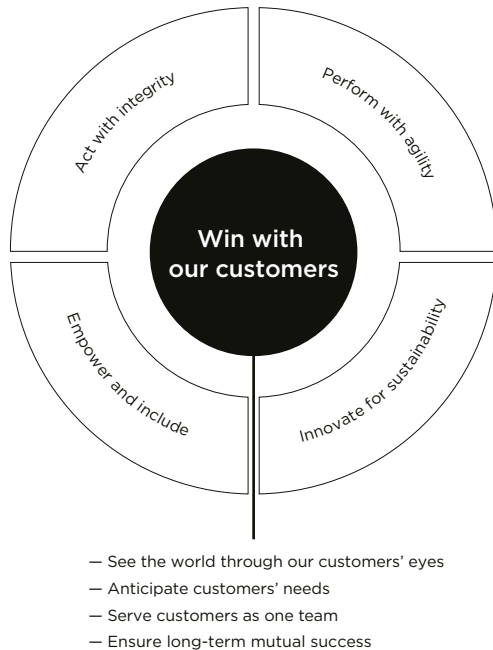 Act with integrity
Perform with agility
Win with
our customers
Empower and include
Innovate for sustainability
— See the world through our customers’ eyes
— Anticipate customers’ needs
— Serve customers as one team
— Ensure long-term mutual success